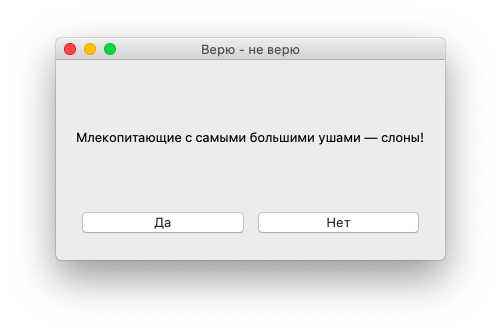 Верю - не верю
Млекопитающие с самыми большими ушами — слоны!
Да
Нет